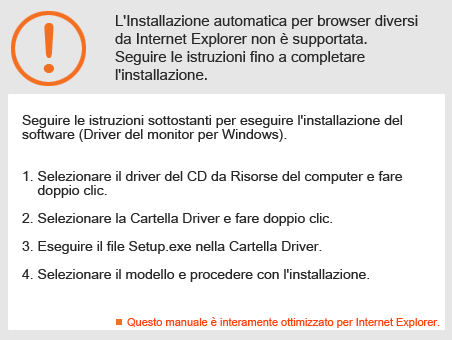 L'Installazione automatica per browser diversi
da Internet Explorer non è supportata.
Seguire le istruzioni fino a completare
l'installazione.
Seguire le istruzioni sottostanti per eseguire l'installazione del
software (Driver del monitor per Windows).
1. Selezionare il driver del CD da Risorse del computer e fare
doppio clic.
2. Selezionare la Cartella Driver e fare doppio clic.
3. Eseguire il file Setup.exe nella Cartella Driver.
4. Selezionare il modello e procedere con l'installazione.
Questo manuale è interamente ottimizzato per Internet Explorer.